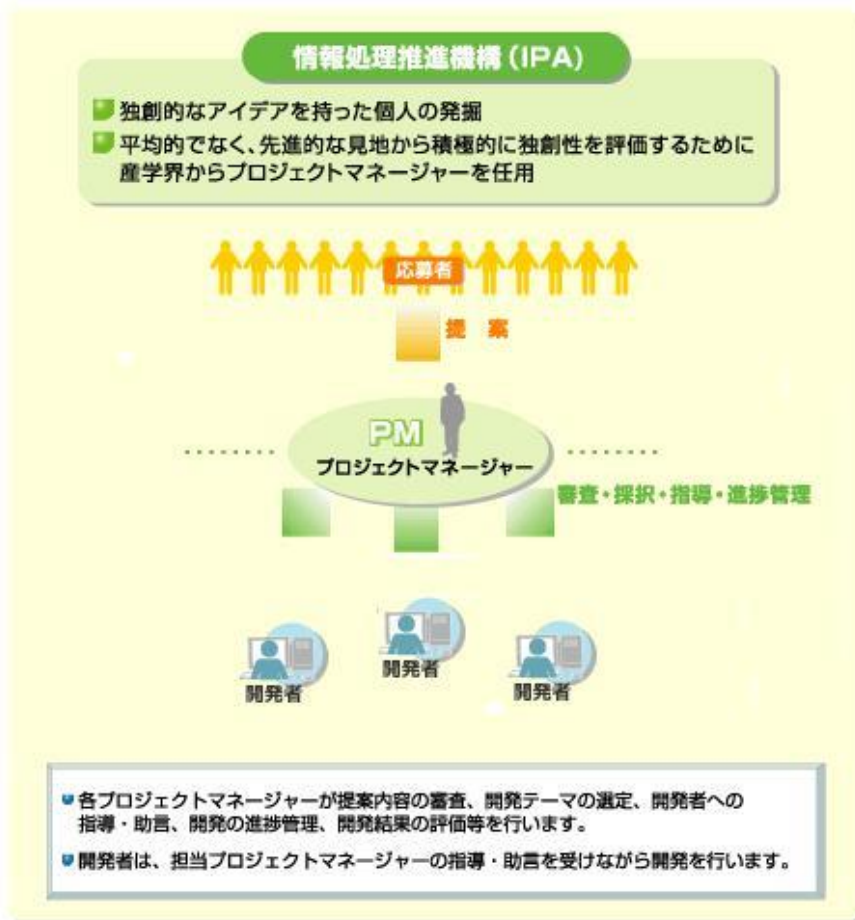 情報処理推進機構（IPA）
独創的なアイデアを持った個人の発掘
平均的でなく、先進的な見地から積極的に独創性を評価するために
産学界からプロジェクトマネージャーを任用
応募者
提 案
PM
プロジェクトマネージャー
審査・採択・指導・進捗管理
開発者
開発者
開発者
各プロジェクトマネージャーが提案内容の審査、開発テーマの選定、開発者への
指導・助言、開発の進捗管理、開発結果の評価等を行います。
開発者は、担当プロジェクトマネージャーの指導・助言を受けながら開発を行います。